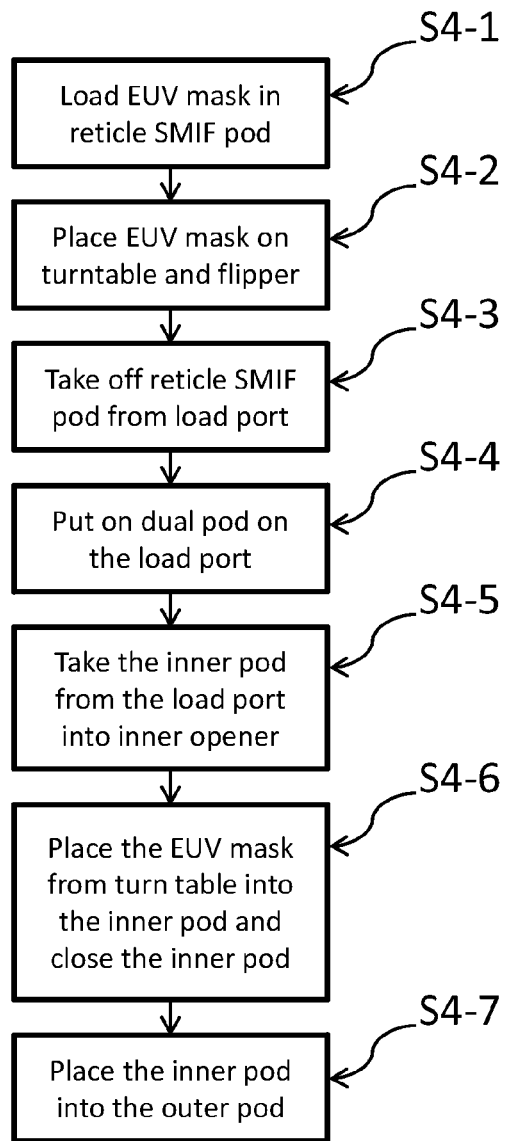 S4-1
Load EUV mask in
reticle SMIF pod
S4-2
Place EUV mask on
turntable and flipper
S4-3
Take off reticle SMIF
pod from load port
S4-4
Put on dual pod on
the load port
S4-5
Take the inner pod
from the load port
into inner opener
S4-6
Place the EUV mask
from turn table into
the inner pod and
close the inner pod
S4-7
Place the inner pod
into the outer pod